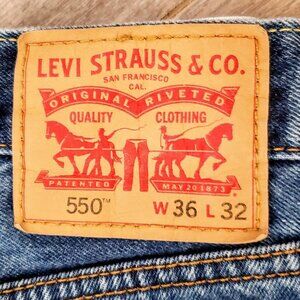 LEVI STRAUSS & CO.
SAN FRANCISCO
CAL.
ORIGINAL RIVETED
QUALITY CLOTHING
PATENTED MAY 20 1873
550™ W 36 L 32